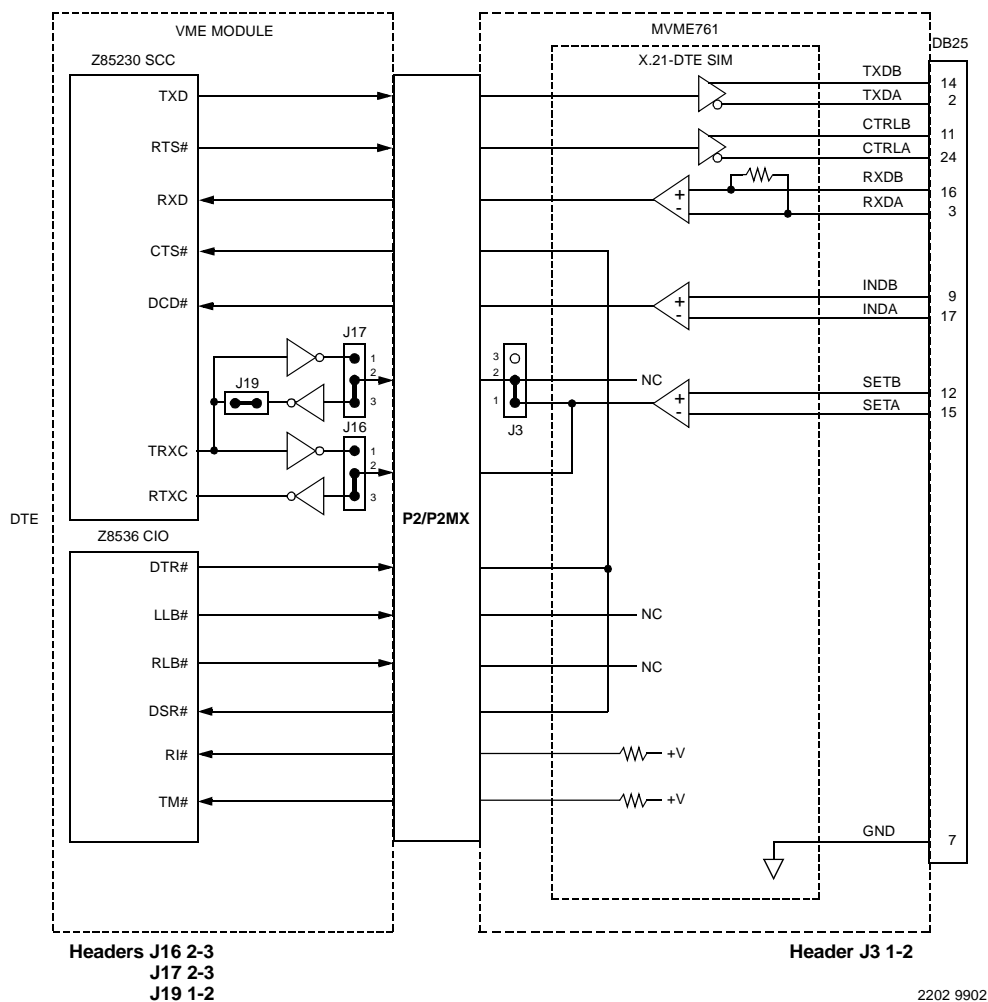 VME MODULE
MVME761
DB25
Z85230 SCC
X.21-DTE SIM
TXD
TXDB
14
TXDA
2
RTS#
CTRLB
11
CTRLA
24
RXD
RXDB
16
RXDA
3
CTS#
DCD#
INDB
9
INDA
17
+
-
+
-
+
-
J17
1
2
3
J19
3
2
1
J3
NC
SETB
12
SETA
15
J16
1
2
3
TRXC
RTXC
DTE
P2/P2MX
Z8536 CIO
DTR#
LLB#
NC
RLB#
NC
DSR#
RI#
+V
TM#
+V
GND
7
Headers J16 2-3
J17 2-3
J19 1-2
Header J3 1-2
2202 9902